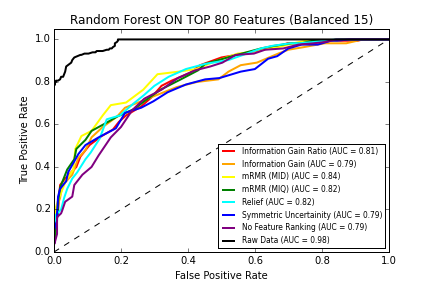 Random Forest ON TOP 80 Features (Balanced 15)
1.0
0.8
0.6
0.4
0.2
0.0
True Positive Rate
Information Gain Ratio (AUC = 0.81)
Information Gain (AUC = 0.79)
mRMR (MID) (AUC = 0.84)
mRMR (MIQ) (AUC = 0.82)
Relief (AUC = 0.82)
Symmetric Uncertainity (AUC = 0.79)
No Feature Ranking (AUC = 0.79)
Raw Data (AUC = 0.98)
0.0 0.2 0.4 0.6 0.8 1.0
False Positive Rate